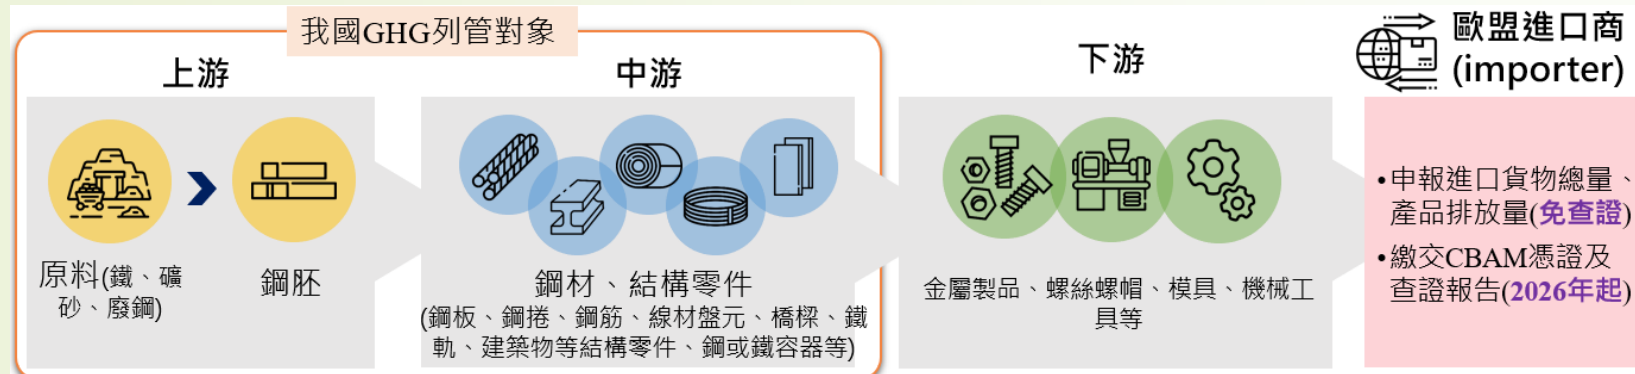 我國GHG列管對象
上游
中游
下游
歐盟進口商
(importer)
原料(鐵、礦
砂、廢鋼)
鋼胚
鋼材、結構零件
(鋼板、鋼捲、鋼筋、線材盤元、橋樑、鐵
軌、建築物等結構零件、鋼或鐵容器等)
金屬製品、螺絲螺帽、模具、機械工
具等
•申報進口貨物總量、
產品排放量(免查證)
•繳交CBAM憑證及
查證報告(2026年起)